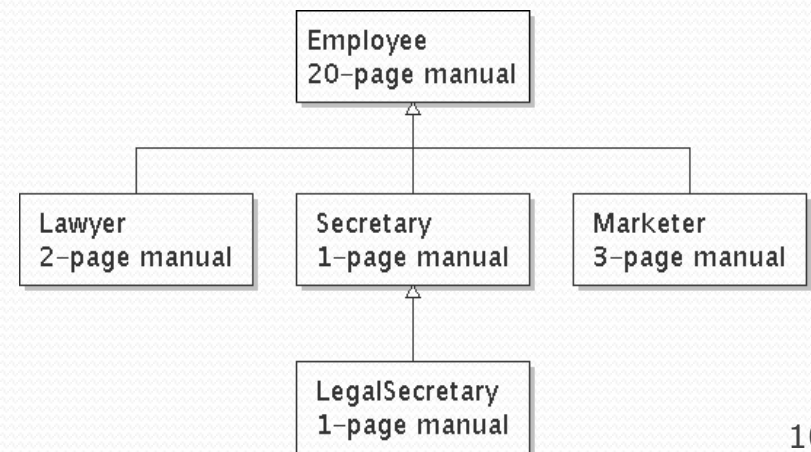 Employee
20-page manual
Lawyer
2-page manual
Secretary
1-page manual
Marketer
3-page manual
LegalSecretary
1-page manual